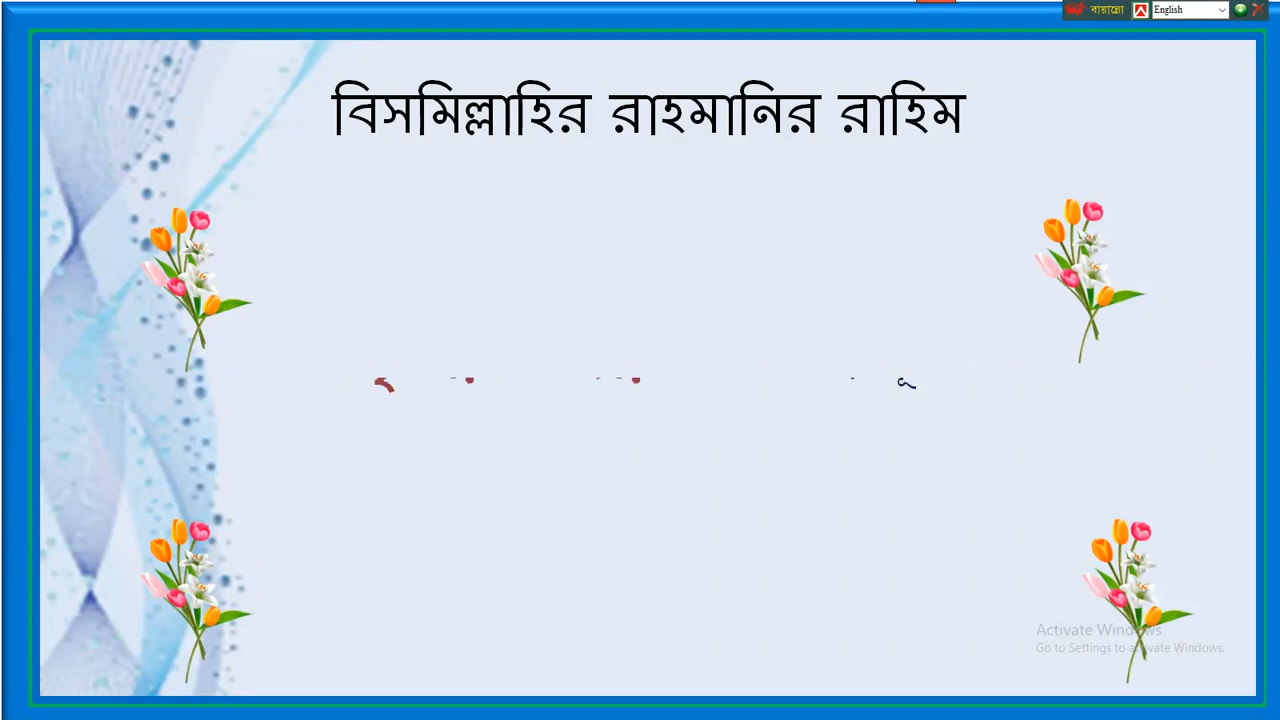 বায়ান্নো English
বিসমিল্লাহির রাহমানির রাহিম
Activate Windows
Go to Settings to activate Windows.